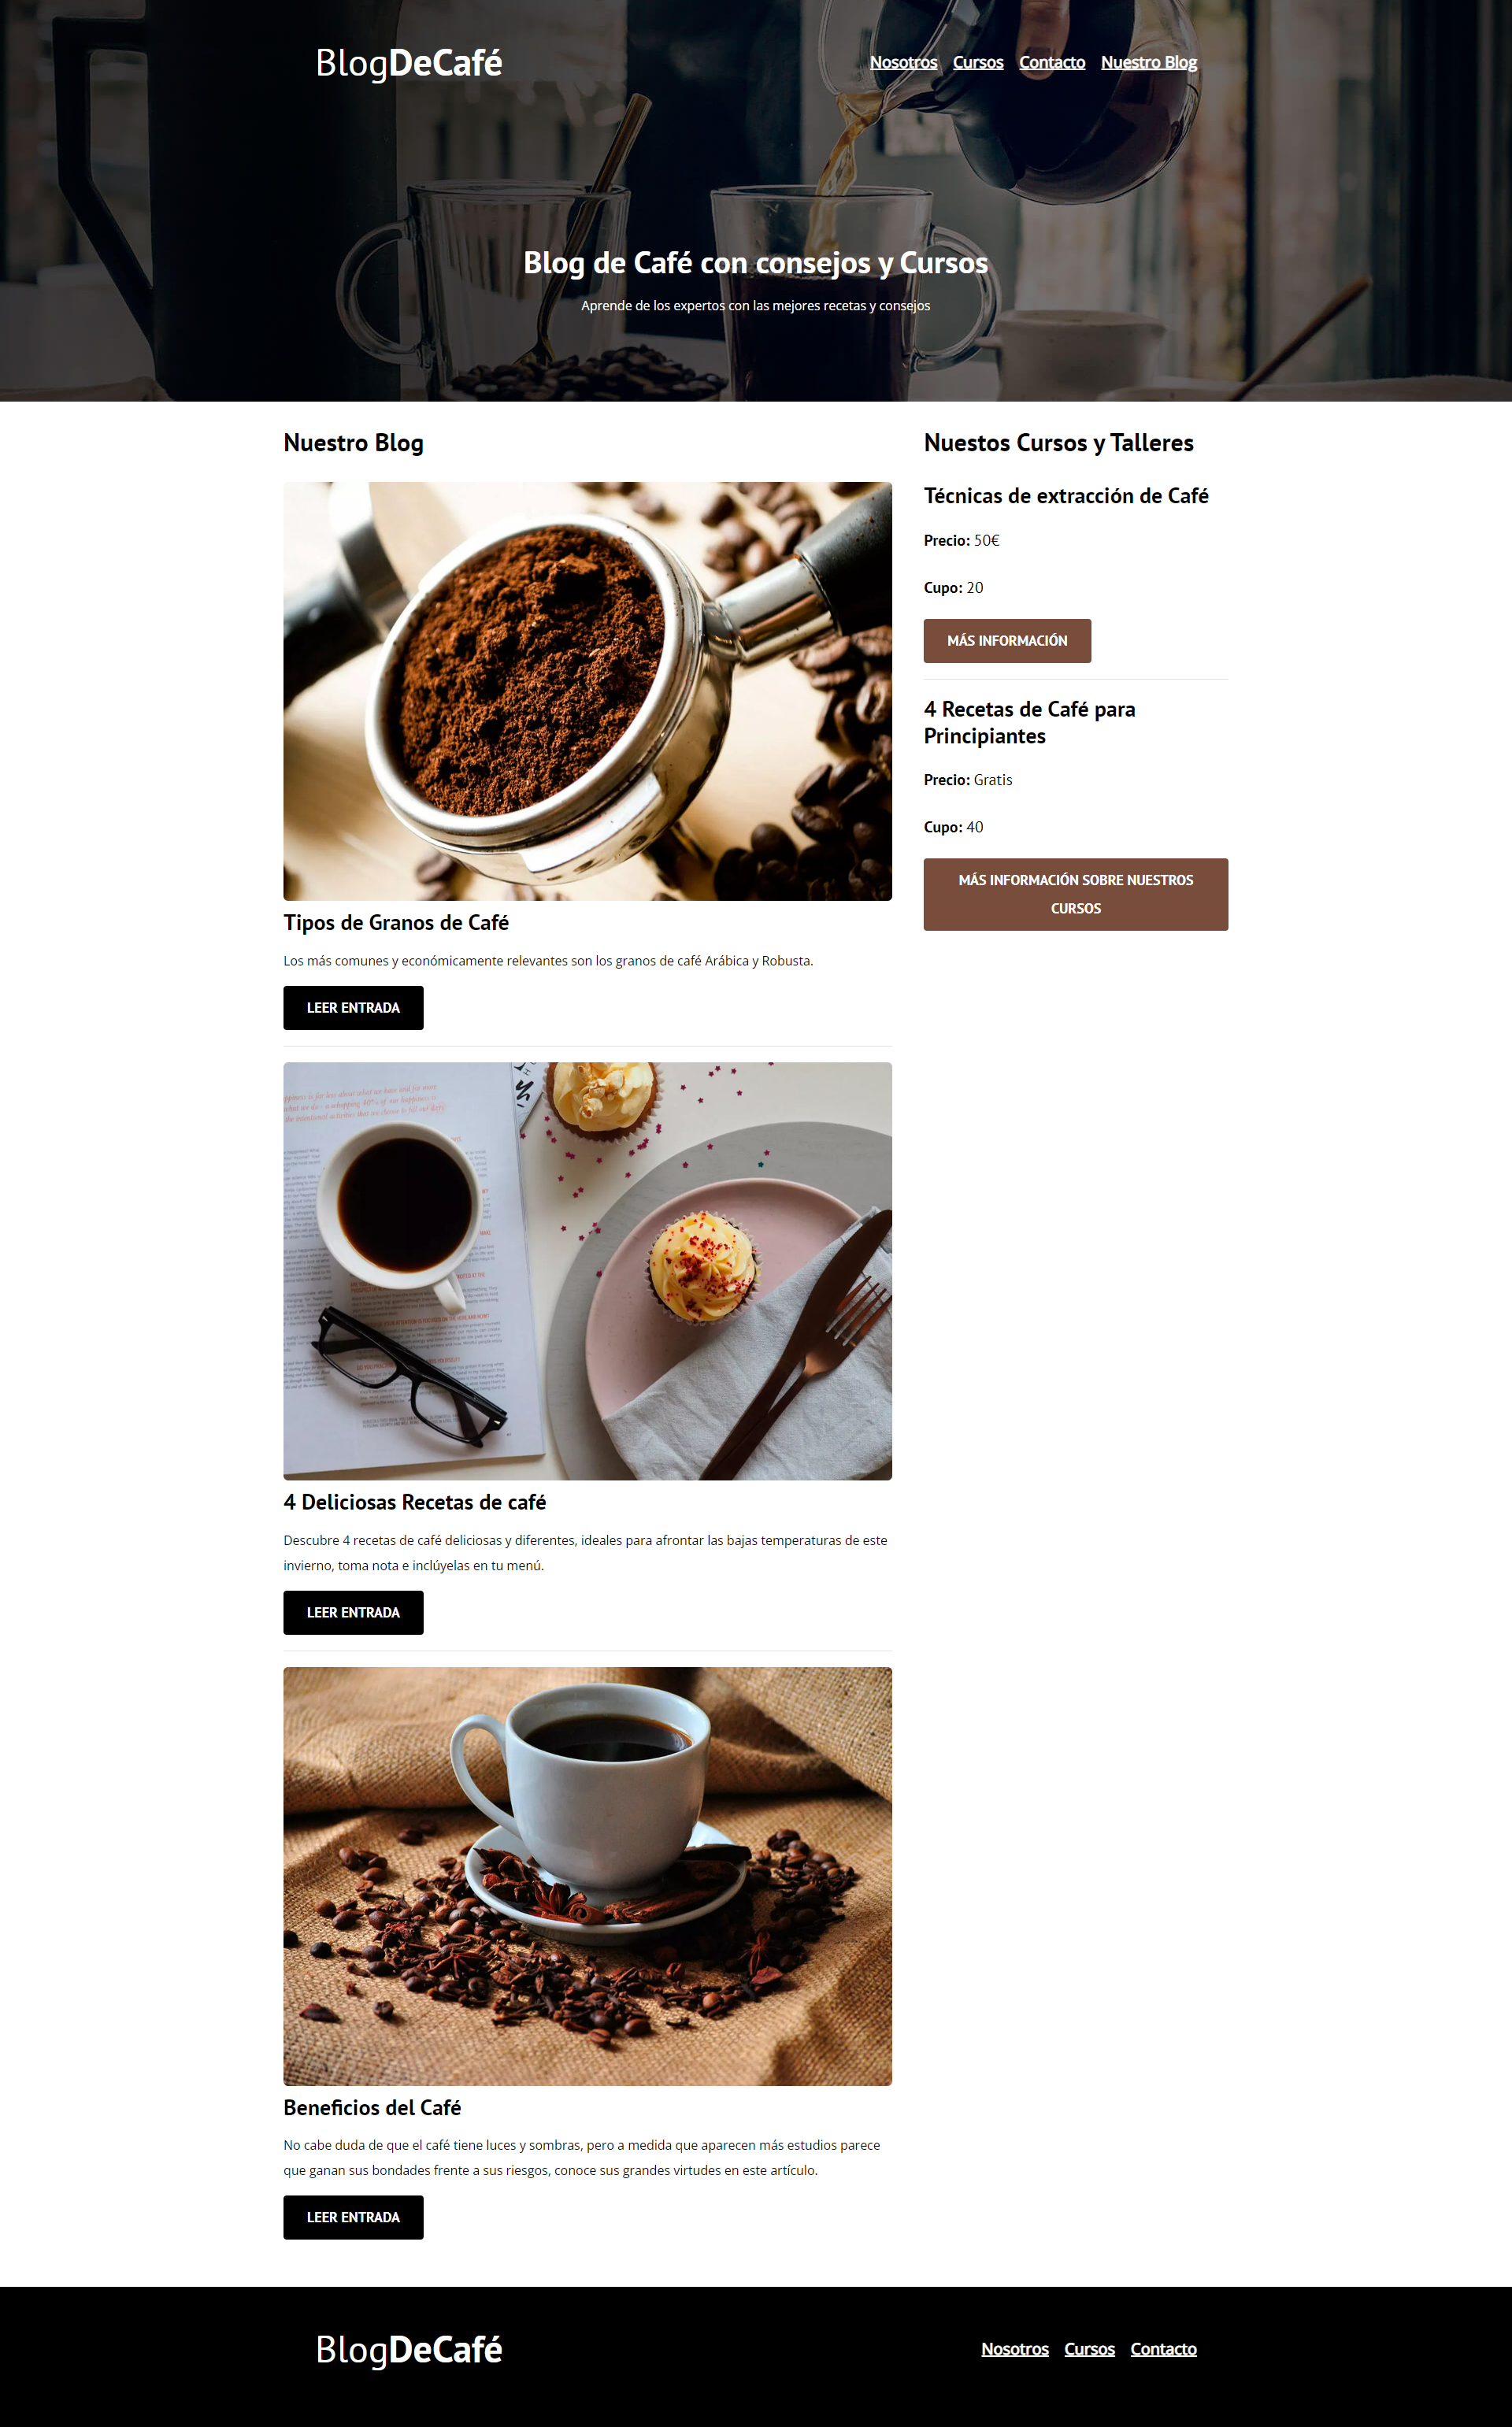 BlogDeCafé
Nosotros Cursos Contacto Nuestro Blog
Blog de Café con consejos y Cursos
Aprende de los expertos con las mejores recetas y consejos
Nuestro Blog
Tipos de Granos de Café
Los más comunes y económicamente relevantes son los granos de café Arábica y Robusta.
LEER ENTRADA
4 Deliciosas Recetas de café
Descubre 4 recetas de café deliciosas y diferentes, ideales para afrontar las bajas temperaturas de este
invierno, toma nota e inclúyelas en tu menú.
LEER ENTRADA
Beneficios del Café
No cabe duda de que el café tiene luces y sombras, pero a medida que aparecen más estudios parece
que ganan sus bondades frente a sus riesgos, conoce sus grandes virtudes en este artículo.
LEER ENTRADA
Nuestos Cursos y Talleres
Técnicas de extracción de Café
Precio: 50€
Cupo: 20
MÁS INFORMACIÓN
4 Recetas de Café para
Principiantes
Precio: Gratis
Cupo: 40
MÁS INFORMACIÓN SOBRE NUESTROS
CURSOS
BlogDeCafé
Nosotros Cursos Contacto